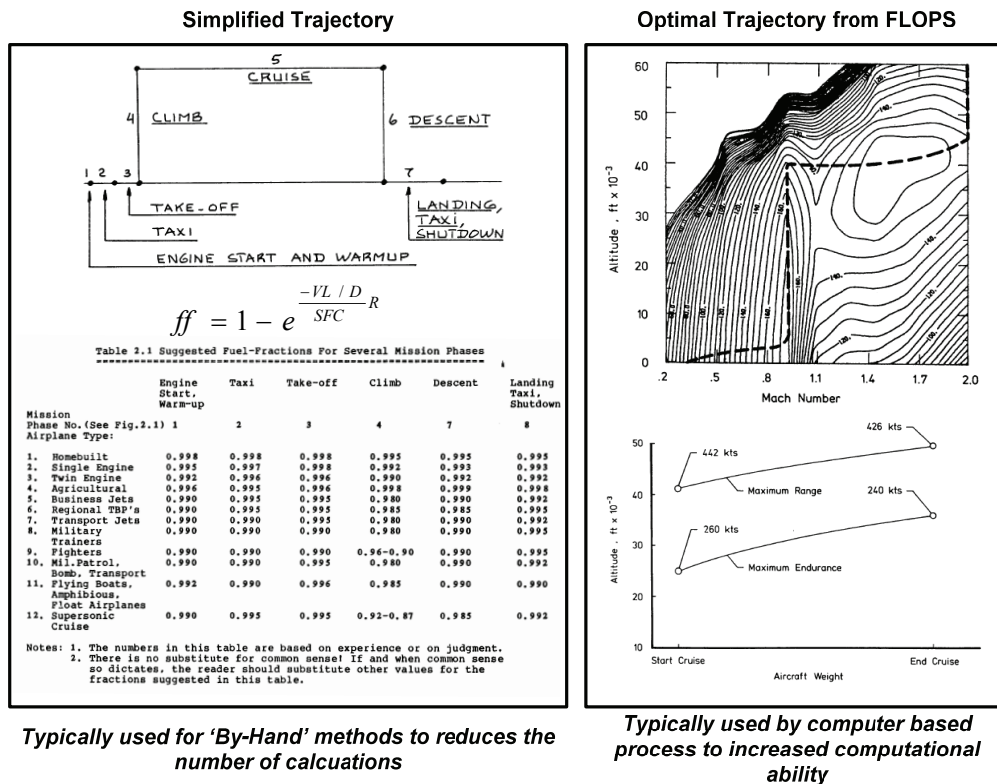 Simplified Trajectory
5
CRUISE
4 CLIMB
6 DESCENT
1 2 3
7
TAKE-OFF
TAXI
ENGINE START AND WARMUP
LANDING,
TAXI,
SHUTDOWN
ff = 1 − e^{\frac{-VL / D}{SFC} R}
Table 2.1 Suggested Fuel-Fractions For Several Mission Phases
Engine Taxi Take-off Climb Descent Landing
Start, Taxi,
Warm-up Shutdown
Mission
Phase No.(See Fig.2.1) 1 2 3 4 7 8
Airplane Type:
1. Homebuilt 0.998 0.998 0.998 0.995 0.995 0.995
2. Single Engine 0.995 0.997 0.998 0.992 0.993 0.993
3. Twin Engine 0.992 0.996 0.996 0.990 0.992 0.992
4. Agricultural 0.996 0.995 0.996 0.998 0.999 0.998
5. Business Jets 0.990 0.995 0.995 0.980 0.990 0.992
6. Regional TBP's 0.990 0.995 0.995 0.985 0.985 0.995
7. Transport Jets 0.990 0.990 0.995 0.980 0.990 0.992
8. Military 0.990 0.990 0.990 0.980 0.990 0.995
Trainers
9. Fighters 0.990 0.990 0.990 0.96-0.90 0.990 0.995
10. Mil.Patrol, 0.990 0.990 0.995 0.980 0.990 0.992
Bomb, Transport
11. Flying Boats, 0.992 0.990 0.996 0.985 0.990 0.990
Amphibious,
Float Airplanes
12. Supersonic 0.990 0.995 0.995 0.92-0.87 0.985 0.992
Cruise
Notes: 1. The numbers in this table are based on experience or on judgment.
2. There is no substitute for common sense! If and when common sense
so dictates, the reader should substitute other values for the
fractions suggested in this table.
Typically used for 'By-Hand' methods to reduces the
number of calcuations
Optimal Trajectory from FLOPS
60
50
40
30
20
10
0
Altitude, ft x 10⁻³
.2 .5 .8 1.1 1.4 1.7 2.0
Mach Number
50
40
30
20
10
Altitude, ft x 10⁻³
442 kts
426 kts
Maximum Range
260 kts
240 kts
Maximum Endurance
Start Cruise
End Cruise
Aircraft Weight
Typically used by computer based
process to increased computational
ability